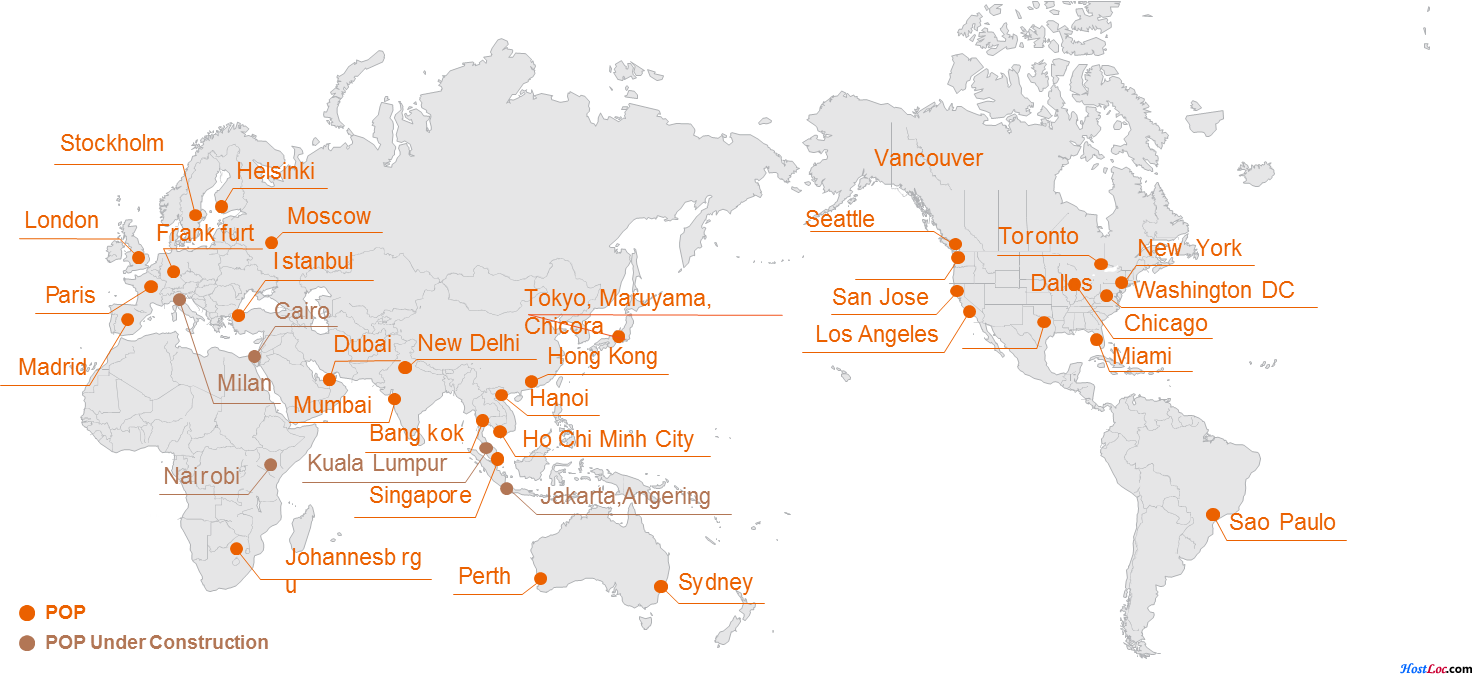 Stockholm
Vancouver
Helsinki
London
Moscow
Seattle
Frank furt
Toronto
New York
Istanbul
Paris
Dallas
Washington DC
San Jose
Tokyo, Maruyama,
Chicora
Cairo
Chicago
Los Angeles
Dubai
New Delhi
Hong Kong
Miami
Madrid
Milan
Hanoi
Mumbai
Bang kok
Ho Chi Minh City
Kuala Lumpur
Nairobi
Singapore
Jakarta,Angering
Sao Paulo
Johannesb rg
u
Perth
Sydney
POP
POP Under Construction
HostLoc.com